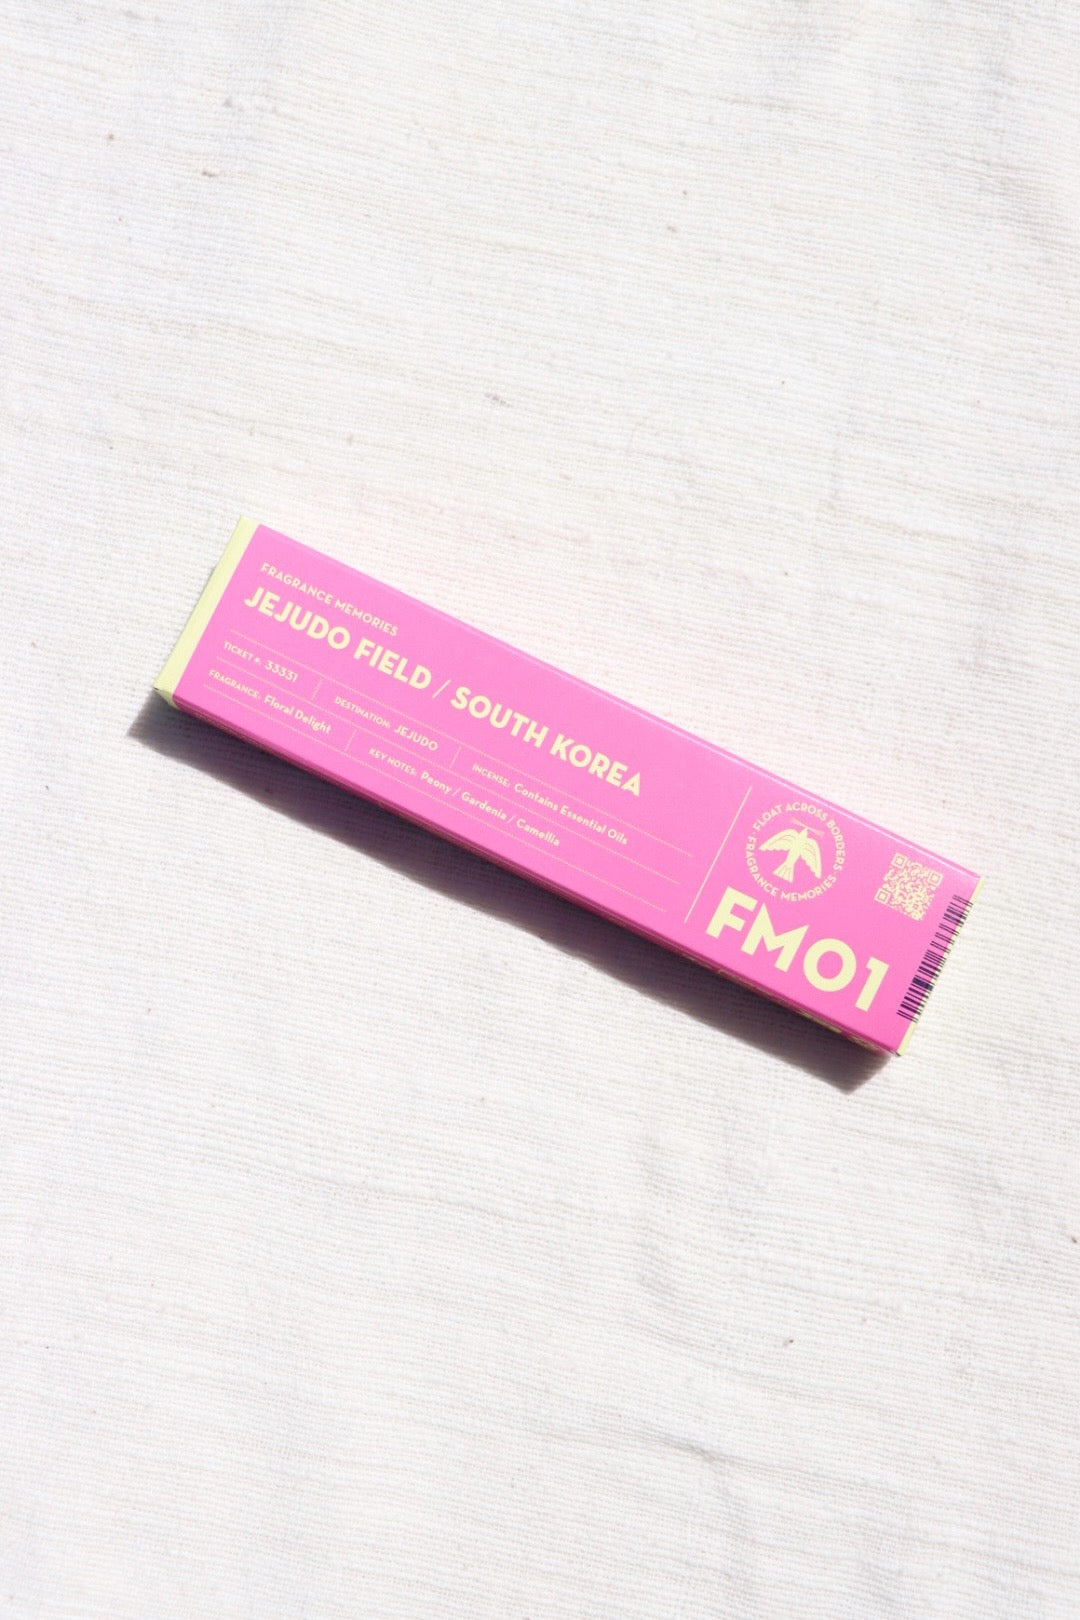 FRAGRANCE MEMORIES
JEJUDO FIELD / SOUTH KOREA
TICKET #: 33331
DESTINATION: JEJUDO
INCENSE: Contains Essential Oils
FRAGRANCE: Floral Delight
KEY NOTES: Peony / Gardenia / Camellia
FLOAT ACROSS BORDERS · FRAGRANCE MEMORIES ·
FM01